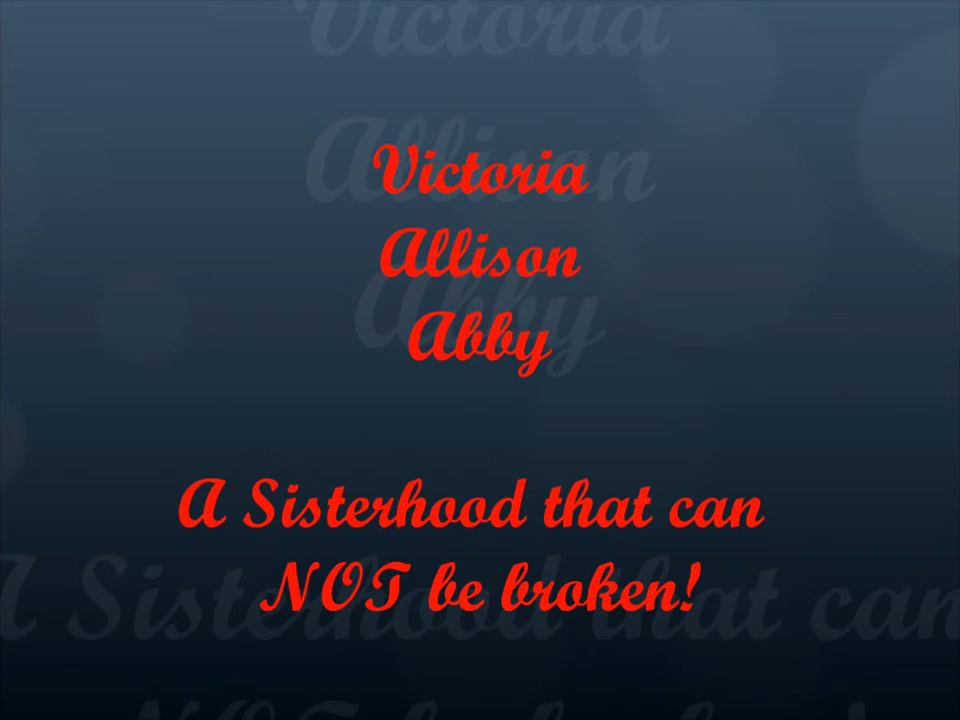 Victoria
Allison
Abby
A Sisterhood that can
NOT be broken!